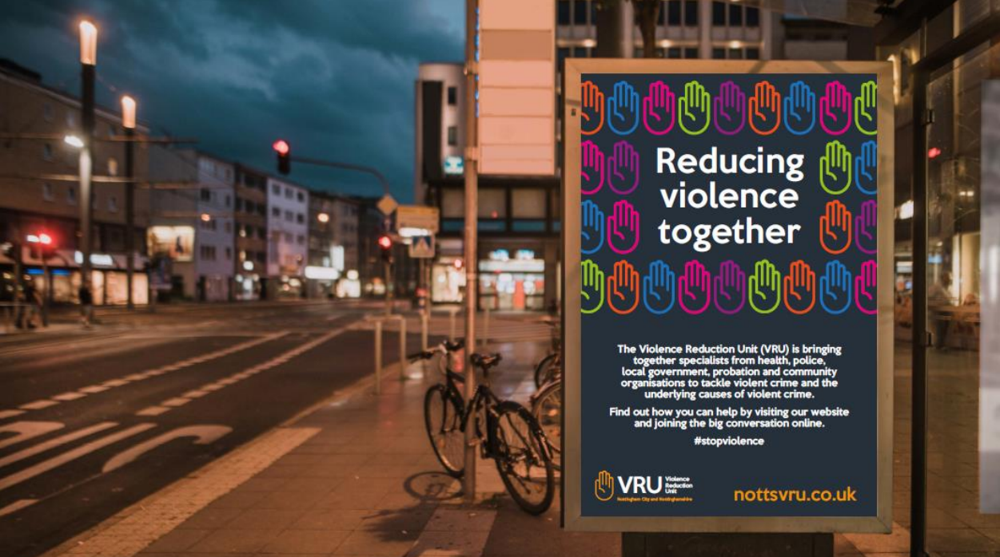 Reducing
violence
together
The Violence Reduction Unit (VRU) is bringing
together specialists from health, police,
local government, probation and community
organisations to tackle violent crime and the
underlying causes of violent crime.
Find out how you can help by visiting our website
and joining the big conversation online.
#stopviolence
VRU
Violence
Reduction
Unit
Nottingham City and Nottinghamshire
nottsvru.co.uk